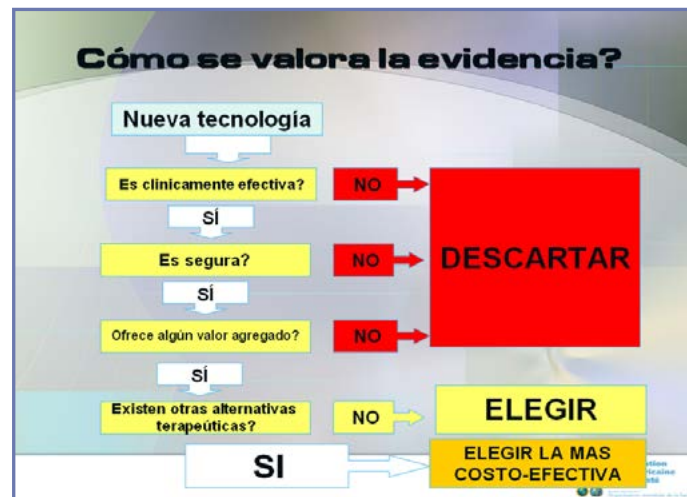 Cómo se valora la evidencia?
Nueva tecnología
Es clinicamente efectiva?
NO
SÍ
Es segura?
NO
DESCARTAR
SÍ
Ofrece algún valor agregado?
NO
SÍ
Existen otras alternativas
terapeúticas?
NO
ELEGIR
SI
ELEGIR LA MAS
COSTO-EFECTIVA